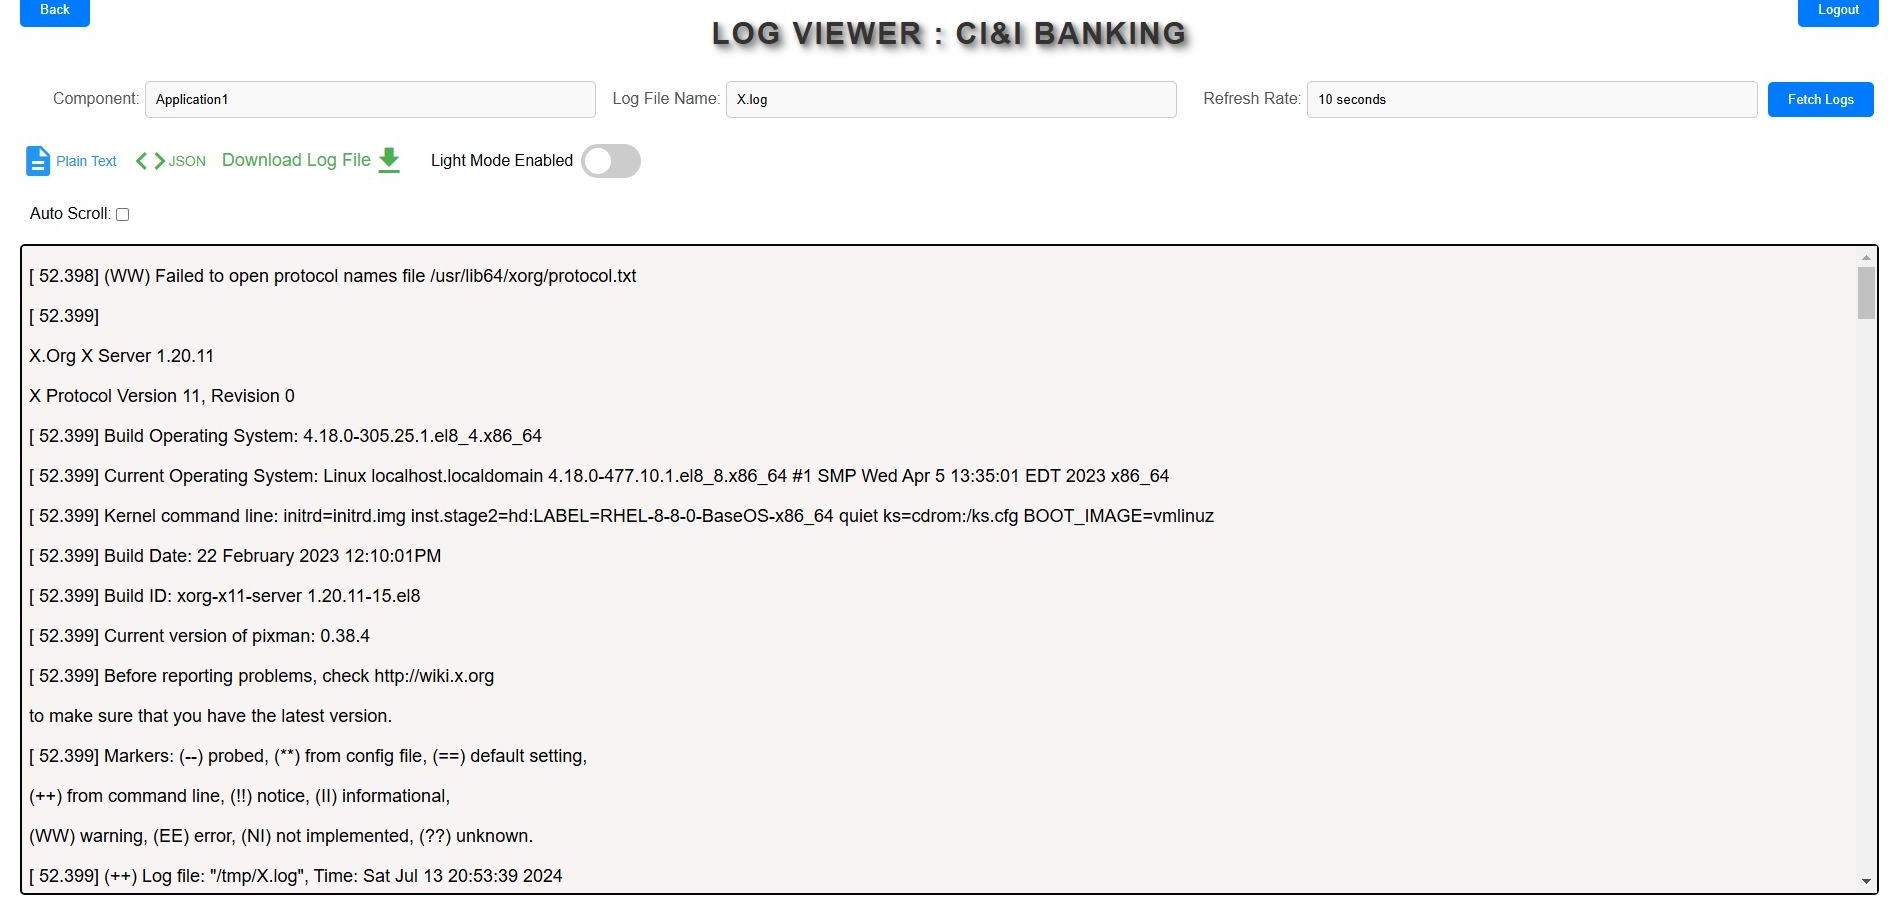 Back
Logout
LOG VIEWER : CI&I BANKING
Component: Application1 Log File Name: X.log Refresh Rate: 10 seconds Fetch Logs
Plain Text JSON Download Log File Light Mode Enabled
Auto Scroll:
[ 52.398] (WW) Failed to open protocol names file /usr/lib64/xorg/protocol.txt
[ 52.399]
X.Org X Server 1.20.11
X Protocol Version 11, Revision 0
[ 52.399] Build Operating System: 4.18.0-305.25.1.el8_4.x86_64
[ 52.399] Current Operating System: Linux localhost.localdomain 4.18.0-477.10.1.el8_8.x86_64 #1 SMP Wed Apr 5 13:35:01 EDT 2023 x86_64
[ 52.399] Kernel command line: initrd=initrd.img inst.stage2=hd:LABEL=RHEL-8-8-0-BaseOS-x86_64 quiet ks=cdrom:/ks.cfg BOOT_IMAGE=vmlinuz
[ 52.399] Build Date: 22 February 2023 12:10:01PM
[ 52.399] Build ID: xorg-x11-server 1.20.11-15.el8
[ 52.399] Current version of pixman: 0.38.4
[ 52.399] Before reporting problems, check http://wiki.x.org
to make sure that you have the latest version.
[ 52.399] Markers: (--) probed, (**) from config file, (==) default setting,
(++) from command line, (!!) notice, (II) informational,
(WW) warning, (EE) error, (NI) not implemented, (??) unknown.
[ 52.399] (++) Log file: "/tmp/X.log", Time: Sat Jul 13 20:53:39 2024